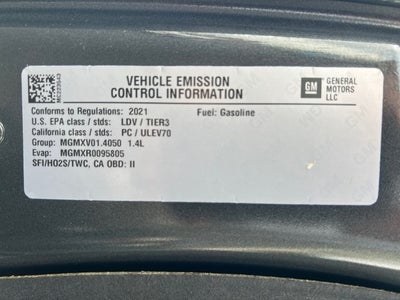 VEHICLE EMISSION
CONTROL INFORMATION
GM
GENERAL
MOTORS
LLC
Conforms to Regulations: 2021 Fuel: Gasoline
U.S. EPA class / stds: LDV / TIER3
California class / stds: PC / ULEV70
Group: MGMXV01.4050 1.4L
Evap: MGMXR0095805
SFI/HO2S/TWC, CA OBD: II